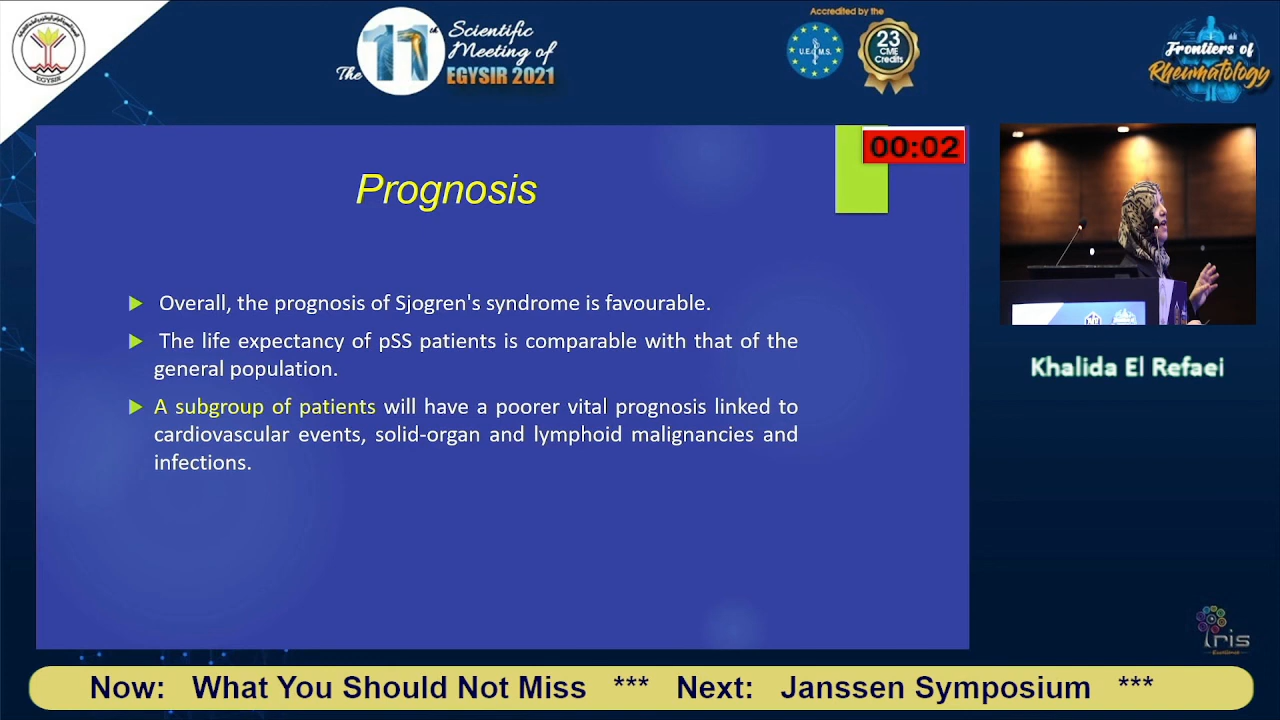 EGYSIR
The 11th Scientific
Meeting of
EGYSIR 2021
Accredited by the
U.E.M.S.
23
CME
Credits
Frontiers of
Rheumatology
00:02
Prognosis
Overall, the prognosis of Sjogren's syndrome is favourable.
The life expectancy of pSS patients is comparable with that of the
general population.
A subgroup of patients will have a poorer vital prognosis linked to
cardiovascular events, solid-organ and lymphoid malignancies and
infections.
Khalida El Refaei
Iris
Now: What You Should Not Miss *** Next: Janssen Symposium ***